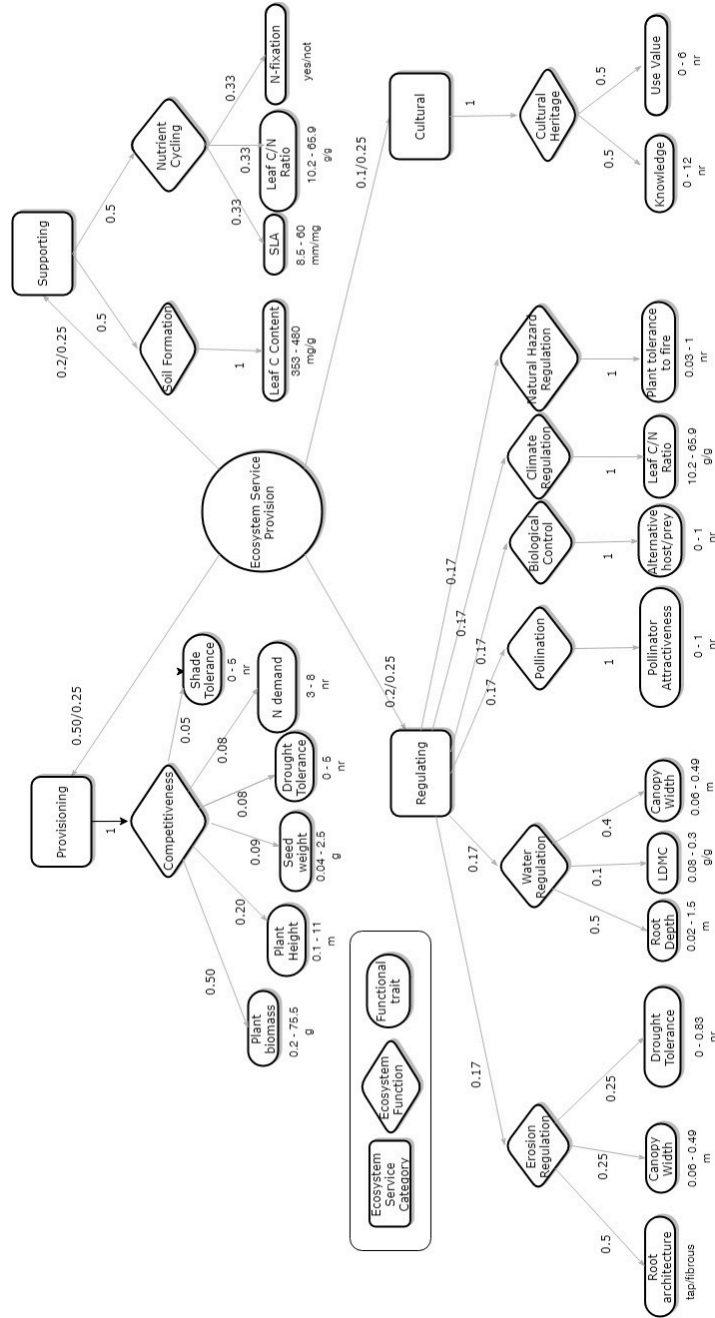 Provisioning
1
Competitiveness
0.50
0.20
0.09
0.08
0.08
0.05
Plant
biomass
0.2 - 75.5
g
Plant
Height
0.1 - 11
m
Seed
weight
0.04 - 2.5
g
Drought
Tolerance
0 - 5
nr
N demand
3 - 8
nr
Shade
Tolerance
0 - 5
nr
0.50/0.25
Ecosystem Service
Provision
0.2/0.25
Supporting
0.5
0.5
Soil Formation
1
Leaf C Content
353 - 480
mg/g
Nutrient
Cycling
0.33
0.33
0.33
SLA
8.5 - 60
mm/mg
Leaf C/N
Ratio
10.2 - 65.9
g/g
N-fixation
yes/not
Ecosystem
Service
Category
Ecosystem
Function
Functional
trait
0.2/0.25
Regulating
0.1/0.25
Cultural
1
Cultural
Heritage
0.5
0.5
Knowledge
0 - 12
nr
Use Value
0 - 6
nr
0.17
0.17
0.17
0.17
0.17
0.17
Erosion
Regulation
0.5
0.25
0.25
Root
architecture
tap/fibrous
Canopy
Width
0.06 - 0.49
m
Drought
Tolerance
0 - 0.83
nr
Water
Regulation
0.5
0.1
0.4
Root
Depth
0.02 - 1.5
m
LDMC
0.08 - 0.3
g/g
Canopy
Width
0.06 - 0.49
m
Pollination
1
Pollinator
Attractiveness
0 - 1
nr
Biological
Control
1
Alternative
host/prey
0 - 1
nr
Climate
Regulation
1
Leaf C/N
Ratio
10.2 - 65.9
g/g
Natural Hazard
Regulation
1
Plant tolerance
to fire
0.03 - 1
nr